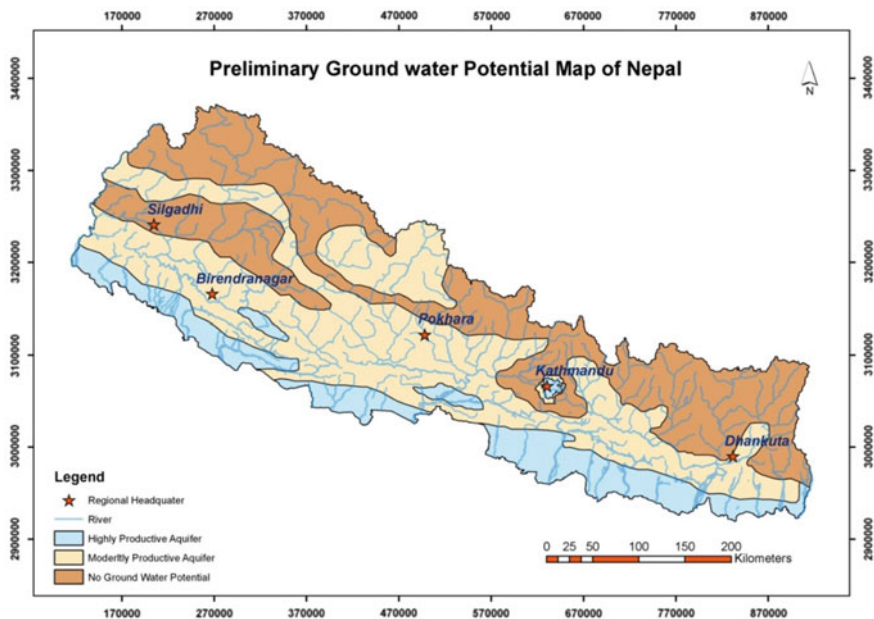 170000 270000 370000 470000 570000 670000 770000 870000
Preliminary Ground water Potential Map of Nepal
N
3400000
3300000
3200000
3100000
3000000
2900000
3400000
3300000
3200000
3100000
3000000
2900000
Silgadhi
Birendranagar
Pokhara
Kathmandu
Dhankuta
Legend
Regional Headquater
River
Highly Productive Aquifer
Moderltly Productive Aquifer
No Ground Water Potential
0 25 50 100 150 200
Kilometers
170000 270000 370000 470000 570000 670000 770000 870000